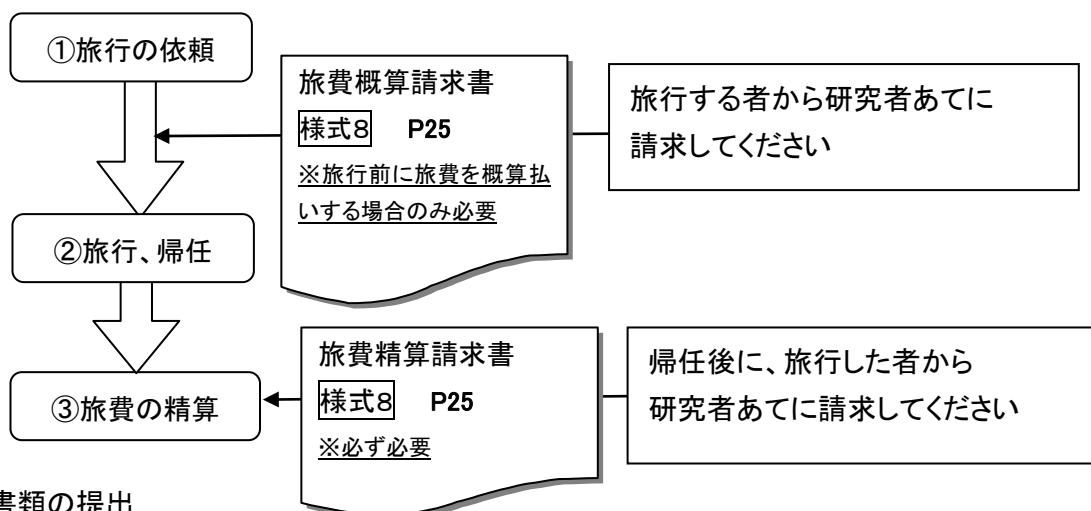 ①旅行の依頼
旅費概算請求書
様式8 P25
※旅行前に旅費を概算払
いする場合のみ必要
旅行する者から研究者あてに
請求してください
②旅行、帰任
旅費精算請求書
様式8 P25
※必ず必要
帰任後に、旅行した者から
研究者あてに請求してください
③旅費の精算
書類の提出